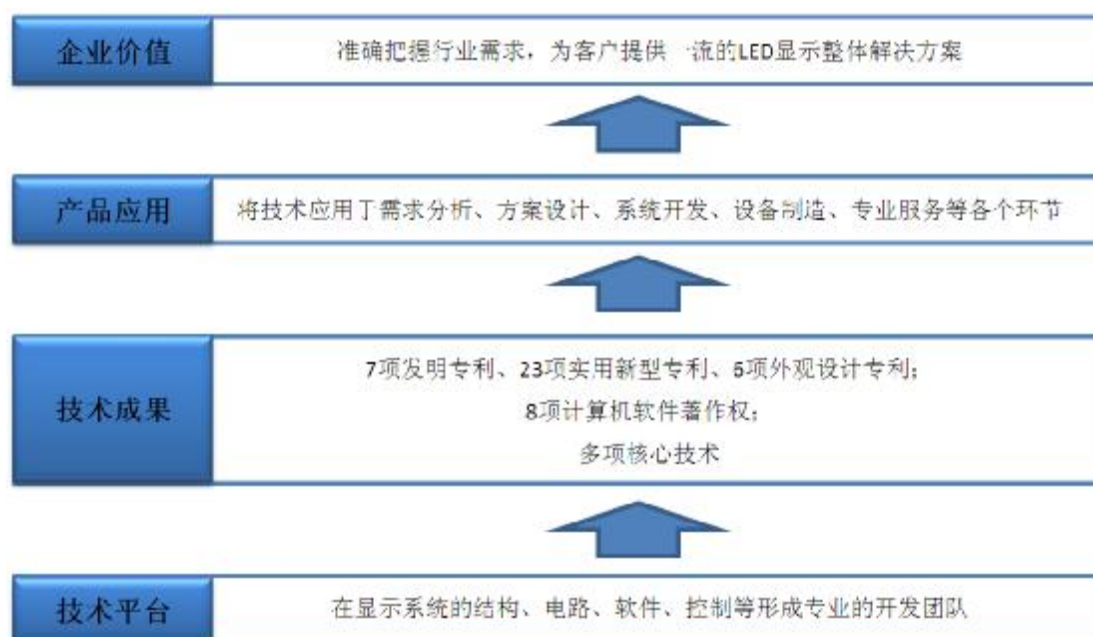 企业价值
准确把握行业需求，为客户提供一流的LED显示整体解决方案
产品应用
将技术应用于需求分析、方案设计、系统开发、设备制造、专业服务等各个环节
技术成果
7项发明专利、23项实用新型专利、6项外观设计专利；
8项计算机软件著作权；
多项核心技术
技术平台
在显示系统的结构、电路、软件、控制等形成专业的开发团队